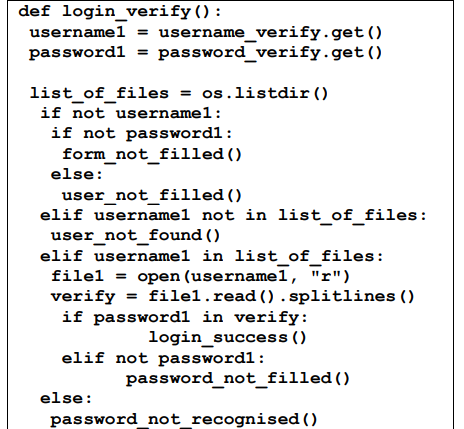 def login_verify():
 username1 = username_verify.get()
 password1 = password_verify.get()

 list_of_files = os.listdir()
  if not username1:
   if not password1:
    form_not_filled()
   else:
    user_not_filled()
  elif username1 not in list_of_files:
   user_not_found()
  elif username1 in list_of_files:
   file1 = open(username1, "r")
   verify = file1.read().splitlines()
    if password1 in verify:
            login_success()
    elif not password1:
          password_not_filled()
  else:
   password_not_recognised()